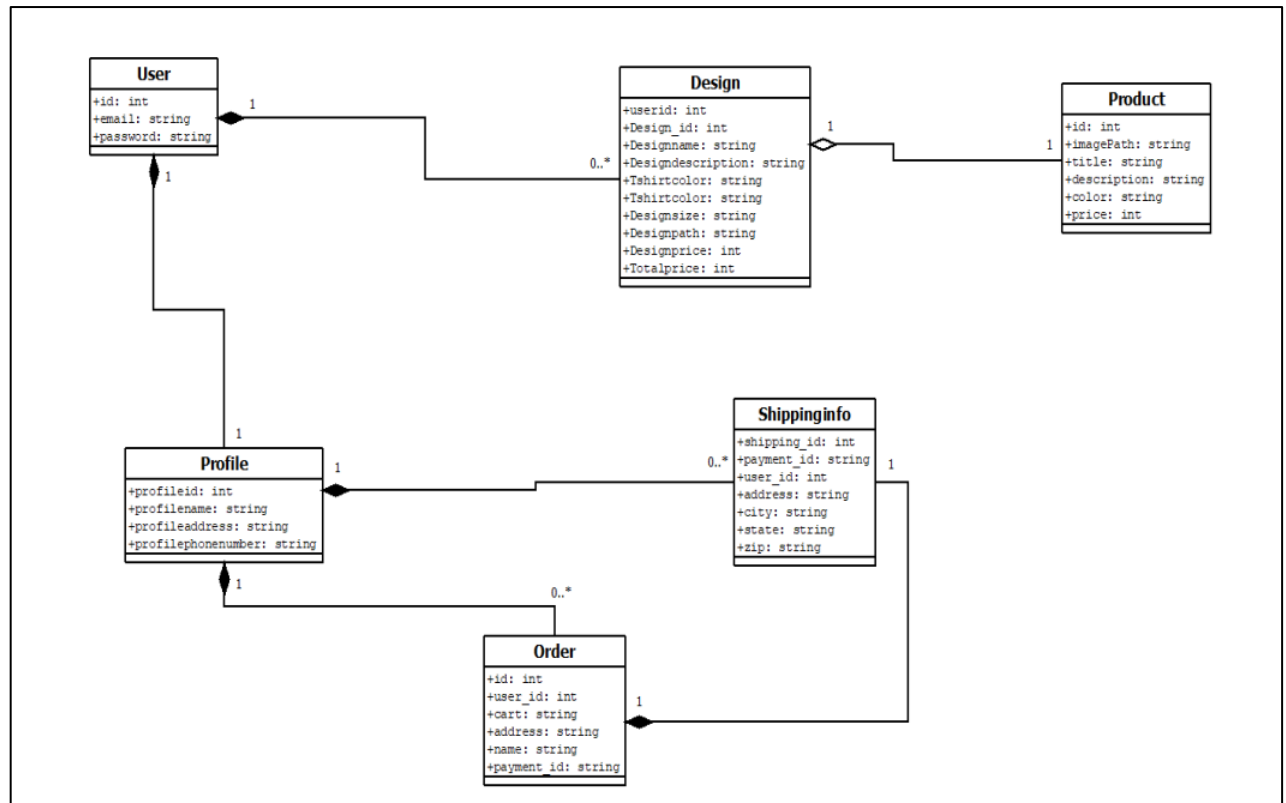 User
+id: int
+email: string
+password: string
1
1
0..*
Design
+userid: int
+Design_id: int
+Designname: string
+Designdescription: string
+Tshirtcolor: string
+Tshirtcolor: string
+Designsize: string
+Designpath: string
+Designprice: int
+Totalprice: int
1
1
Product
+id: int
+imagePath: string
+title: string
+description: string
+color: string
+price: int
1
Profile
+profileid: int
+profilename: string
+profileaddress: string
+profilephonenumber: string
1
1
0..*
Shippinginfo
+shipping_id: int
+payment_id: string
+user_id: int
+address: string
+city: string
+state: string
+zip: string
1
0..*
Order
+id: int
+user_id: int
+cart: string
+address: string
+name: string
+payment_id: string
1